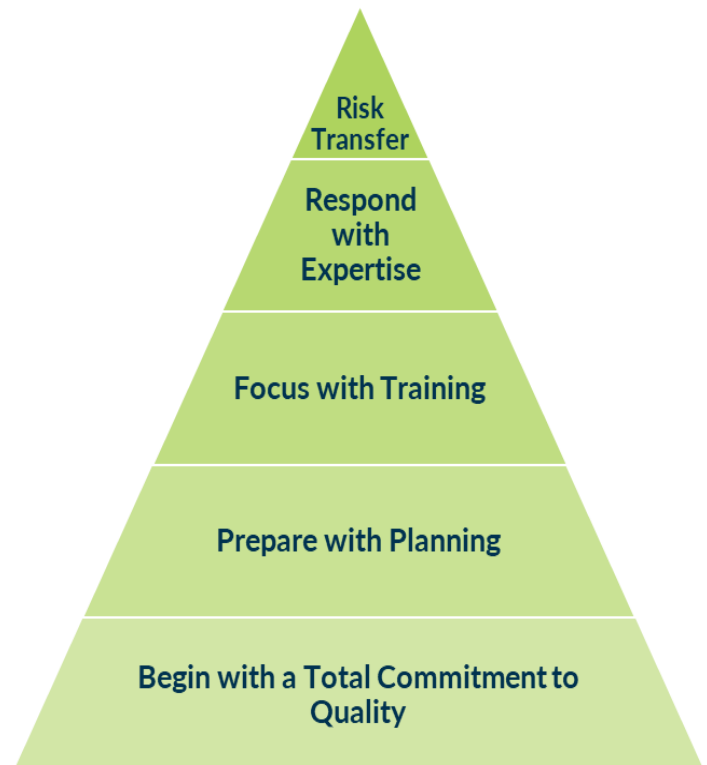 Risk
Transfer
Respond
with
Expertise
Focus with Training
Prepare with Planning
Begin with a Total Commitment to
Quality